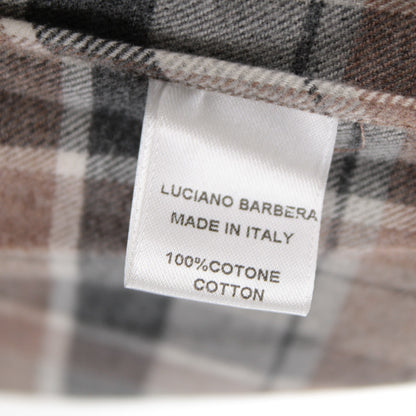 LUCIANO BARBERA
MADE IN ITALY
100%COTONE
COTTON